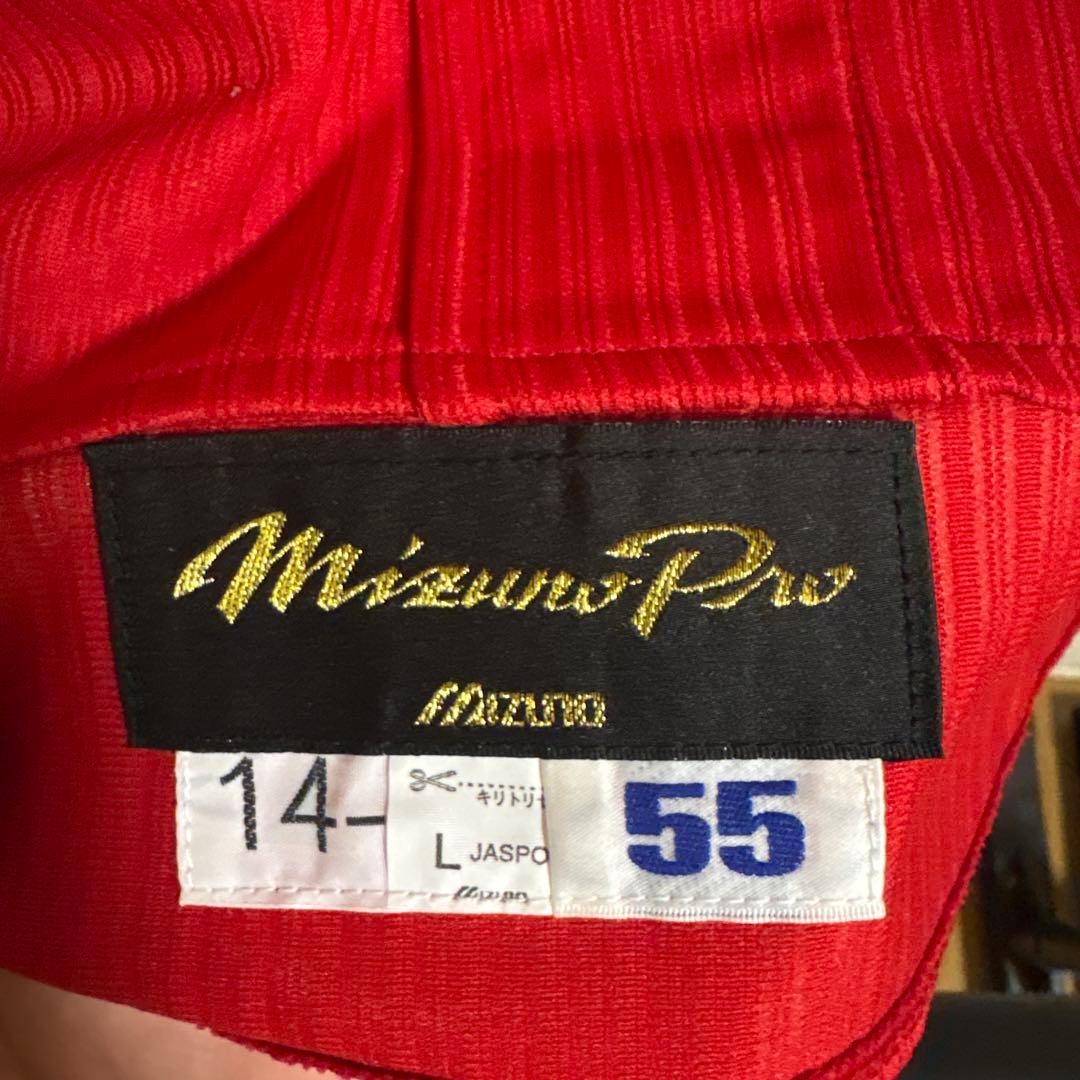 Mizuno Pro
mizuno
14-
キリトリ
L JASPO
mizuno
55